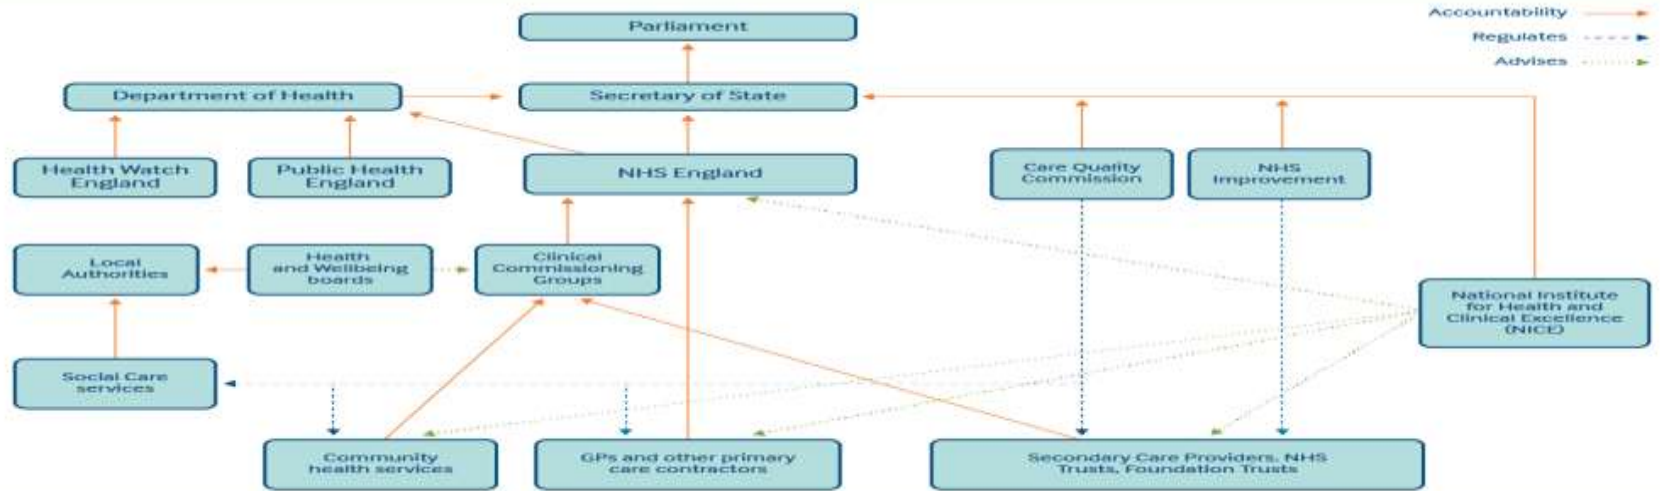 Parliament
Accountability
Regulates
Advises
Department of Health
Secretary of State
Health Watch
England
Public Health
England
NHS England
Care Quality
Commission
NHS
Improvement
Local
Authorities
Health
and Wellbeing
boards
Clinical
Commissioning
Groups
National Institute
for Health and
Clinical Excellence
(NICE)
Social Care
services
Community
health services
GPs and other primary
care contractors
Secondary Care Providers, NHS
Trusts, Foundation Trusts